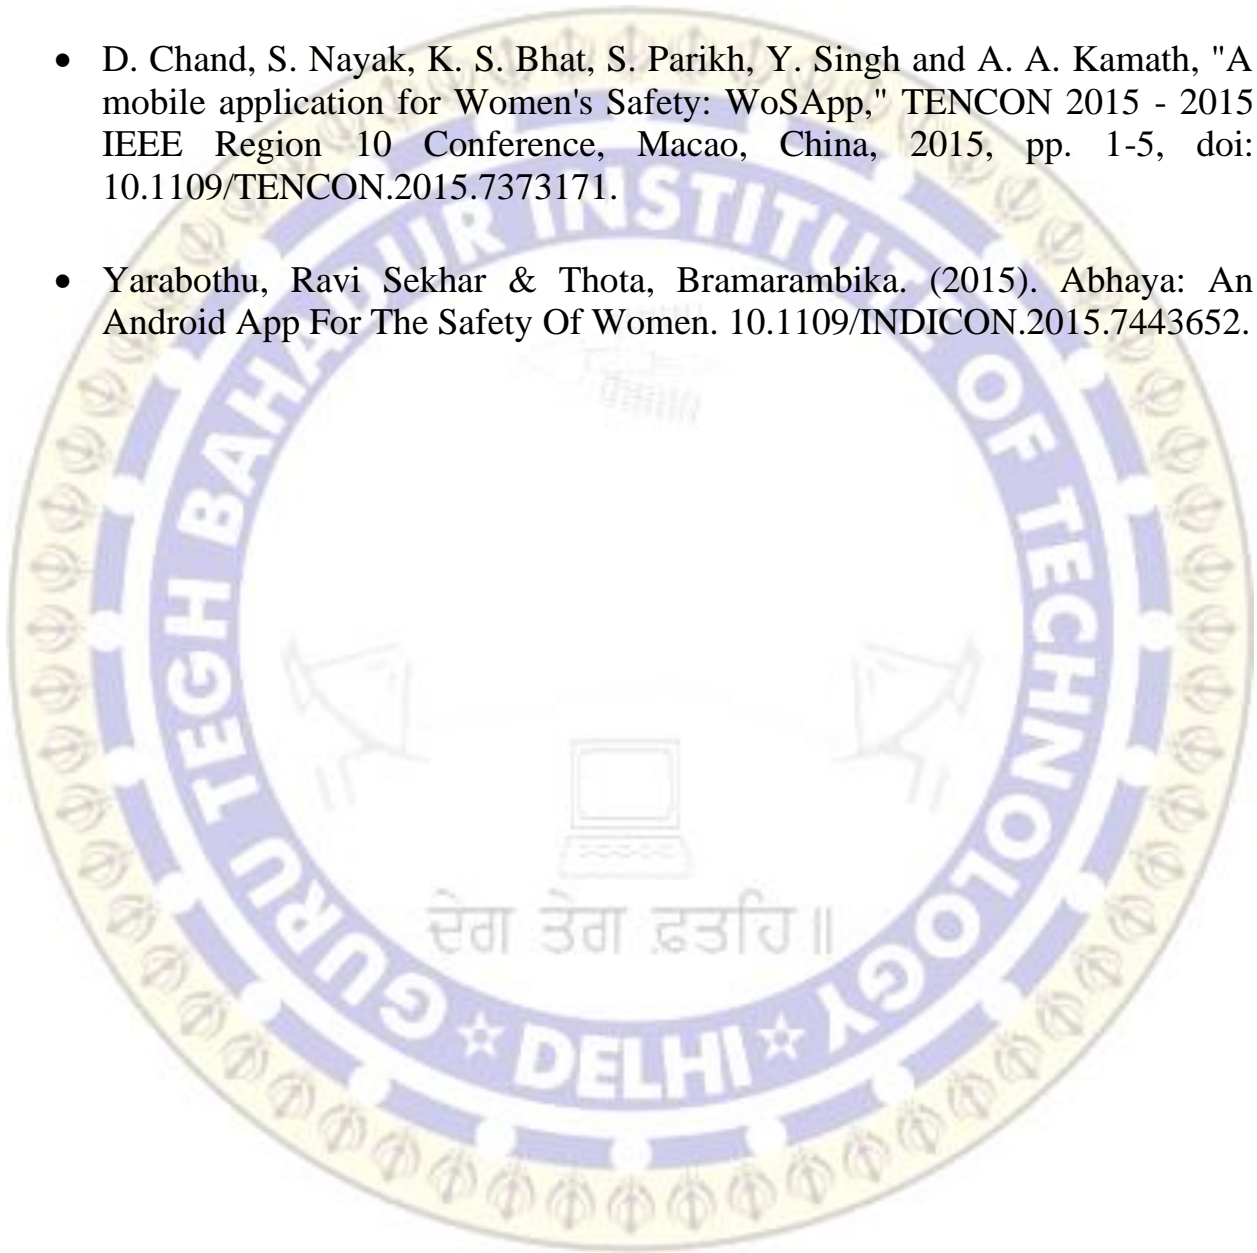 • D. Chand, S. Nayak, K. S. Bhat, S. Parikh, Y. Singh and A. A. Kamath, "A
mobile application for Women's Safety: WoSApp," TENCON 2015 - 2015
IEEE Region 10 Conference, Macao, China, 2015, pp. 1-5, doi:
10.1109/TENCON.2015.7373171.
• Yarabothu, Ravi Sekhar & Thota, Bramarambika. (2015). Abhaya: An
Android App For The Safety Of Women. 10.1109/INDICON.2015.7443652.
GURU TEGH BAHADUR INSTITUTE OF TECHNOLOGY
ਦੇਗ ਤੇਗ ਫ਼ਤਹਿ ॥
☆ DELHI ☆